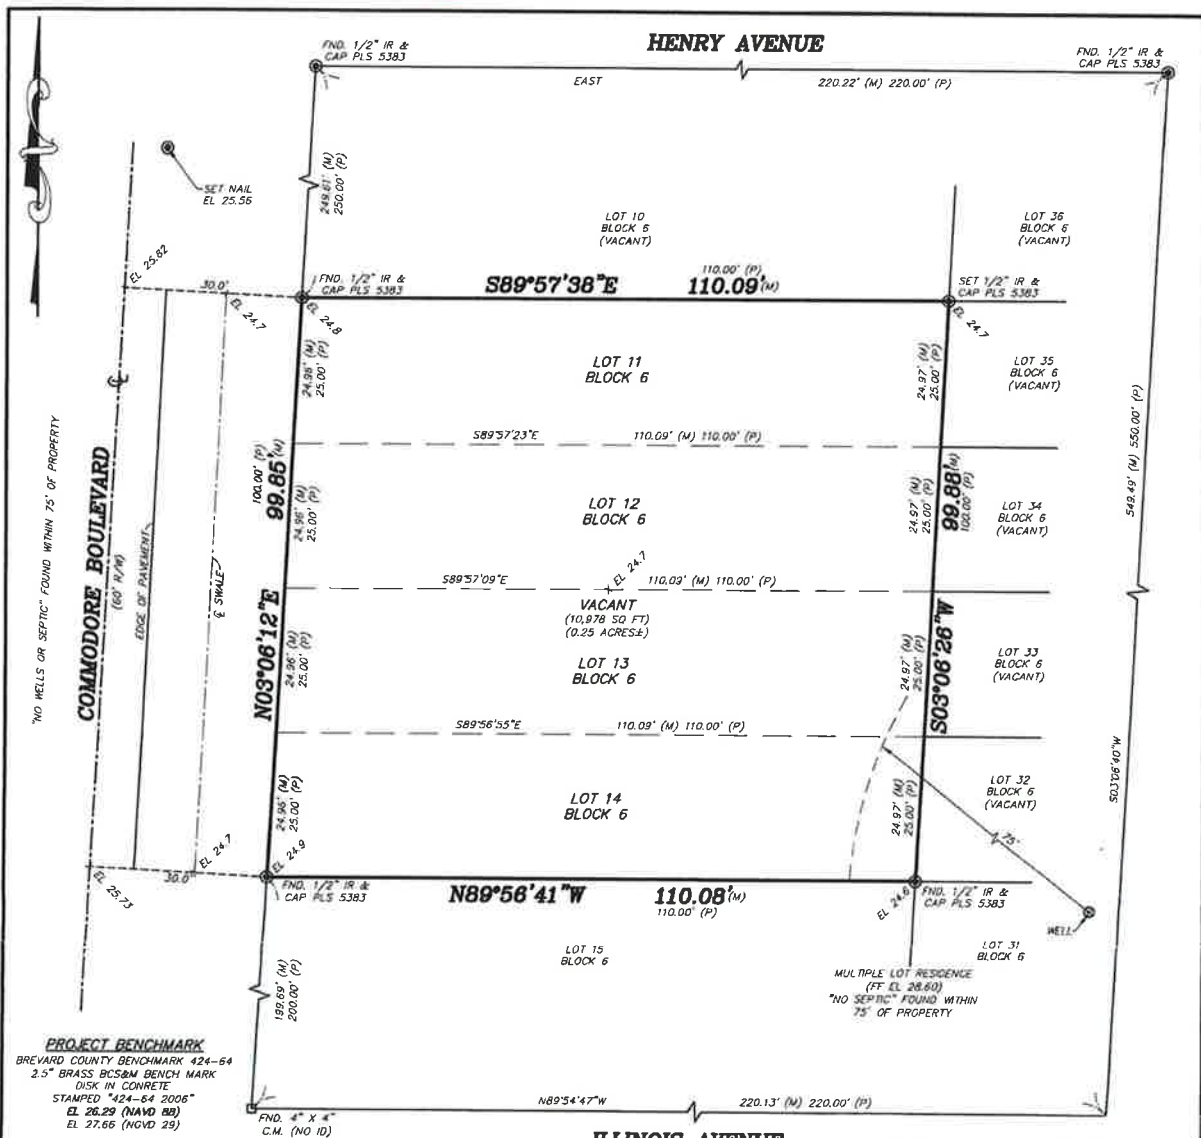 HENRY AVENUE
FND. 1/2" IR &
CAP PLS 5383
FND. 1/2" IR &
CAP PLS 5383
EAST
220.22' (M) 220.00' (P)
SET NAIL
EL 25.56
249.61' (M)
250.00' (P)
LOT 10
BLOCK 6
(VACANT)
LOT 36
BLOCK 6
(VACANT)
EL 25.82
30.0'
EL 24.7
FND. 1/2" IR &
CAP PLS 5383
EL 24.8
S89°57'38"E
110.00' (P)
110.09'(M)
SET 1/2" IR &
CAP PLS 5383
EL 24.7
LOT 11
BLOCK 6
24.96' (M)
25.00' (P)
24.97' (M)
25.00' (P)
LOT 35
BLOCK 6
(VACANT)
S89°57'23"E
110.09' (M) 110.00' (P)
"NO WELLS OR SEPTIC" FOUND WITHIN 75' OF PROPERTY
COMMODORE BOULEVARD
(60' R/W)
EDGE OF PAVEMENT
℄ SWALE
℄
100.00' (P)
99.85'(M)
N03°06'12"E
24.96' (M)
25.00' (P)
LOT 12
BLOCK 6
24.97' (M)
25.00' (P)
99.88'(M)
100.00' (P)
S03°06'26"W
LOT 34
BLOCK 6
(VACANT)
549.49' (M) 550.00' (P)
S03°06'40"W
S89°57'09"E
EL 24.7
110.09' (M) 110.00' (P)
VACANT
(10,978 SQ FT)
(0.25 ACRES±)
24.96' (M)
25.00' (P)
LOT 13
BLOCK 6
24.97' (M)
25.00' (P)
LOT 33
BLOCK 6
(VACANT)
S89°56'55"E
110.09' (M) 110.00' (P)
24.96' (M)
25.00' (P)
LOT 14
BLOCK 6
24.97' (M)
25.00' (P)
LOT 32
BLOCK 6
(VACANT)
75'
EL 25.73
30.0'
EL 24.7
EL 24.9
FND. 1/2" IR &
CAP PLS 5383
N89°56'41"W
110.08'(M)
110.00' (P)
EL 24.6
FND. 1/2" IR &
CAP PLS 5383
WELL
LOT 15
BLOCK 6
LOT 31
BLOCK 6
MULTIPLE LOT RESIDENCE
(FF EL 26.60)
"NO SEPTIC" FOUND WITHIN
75' OF PROPERTY
199.69' (M)
200.00' (P)
PROJECT BENCHMARK
BREVARD COUNTY BENCHMARK 424-64
2.5" BRASS BCS&M BENCH MARK
DISK IN CONRETE
STAMPED "424-64 2006"
EL 26.29 (NAVD 88)
EL 27.66 (NGVD 29)
FND. 4" X 4"
C.M. (NO ID)
N89°54'47"W
220.13' (M) 220.00' (P)
ILLINOIS AVENUE